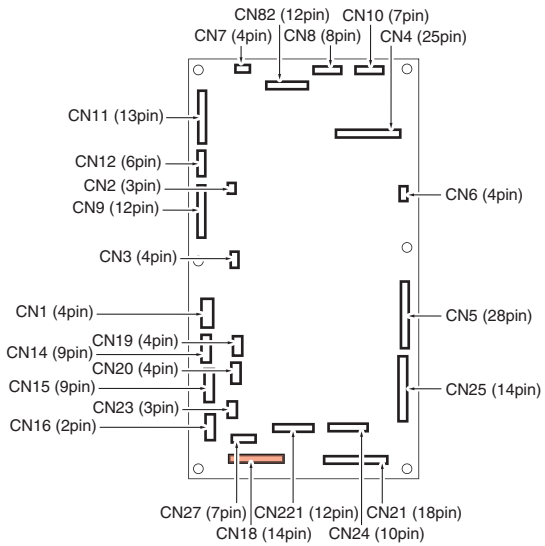 CN82 (12pin) CN10 (7pin)
CN7 (4pin) CN8 (8pin) CN4 (25pin)
CN11 (13pin)
CN12 (6pin)
CN2 (3pin) CN6 (4pin)
CN9 (12pin)
CN3 (4pin)
CN1 (4pin) CN5 (28pin)
CN19 (4pin)
CN14 (9pin)
CN20 (4pin)
CN15 (9pin) CN25 (14pin)
CN23 (3pin)
CN16 (2pin)
CN27 (7pin) CN221 (12pin) CN21 (18pin)
CN18 (14pin) CN24 (10pin)